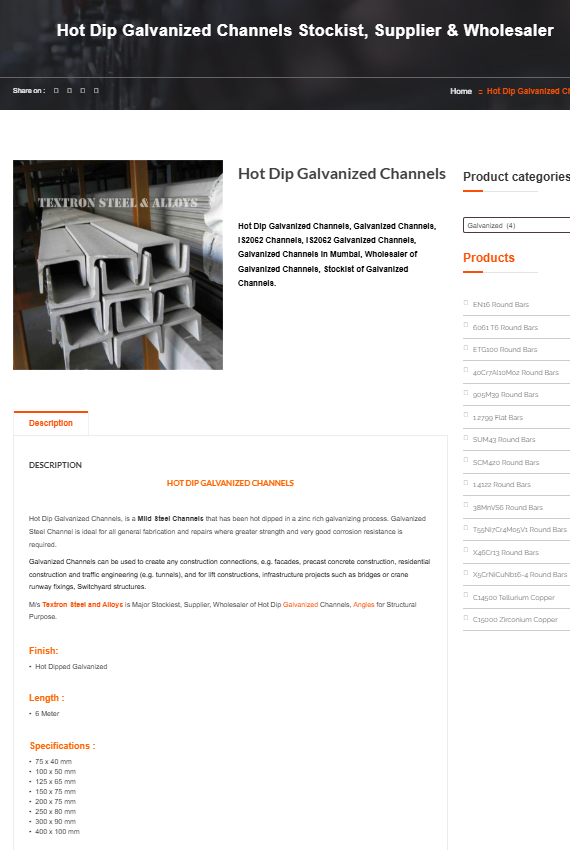 Hot Dip Galvanized Channels Stockist, Supplier & Wholesaler
Share on :
Home :: Hot Dip Galvanized
TEXTRON STEEL & ALLOYS
Hot Dip Galvanized Channels
Hot Dip Galvanized Channels, Galvanized Channels,
IS2062 Channels, IS2062 Galvanized Channels,
Galvanized Channels in Mumbai, Wholesaler of
Galvanized Channels, Stockist of Galvanized
Channels.
Product categories
Galvanized (4)
Products
EN16 Round Bars
6061 T6 Round Bars
ETG100 Round Bars
40Cr7Al10Mo2 Round Bars
905M39 Round Bars
1.2799 Flat Bars
SUM43 Round Bars
SCM420 Round Bars
1.4122 Round Bars
38MnVS6 Round Bars
T55Ni7Cr4Mo5V1 Round Bars
X46Cr13 Round Bars
X5CrNiCuNb16-4 Round Bars
C14500 Tellurium Copper
C15000 Zirconium Copper
Description
DESCRIPTION
HOT DIP GALVANIZED CHANNELS
Hot Dip Galvanized Channels, is a Mild Steel Channels that has been hot dipped in a zinc rich galvanizing process. Galvanized
Steel Channel is ideal for all general fabrication and repairs where greater strength and very good corrosion resistance is
required.
Galvanized Channels can be used to create any construction connections, e.g. facades, precast concrete construction, residential
construction and traffic engineering (e.g. tunnels), and for lift constructions, infrastructure projects such as bridges or crane
runway fixings, Switchyard structures.
M/s Textron Steel and Alloys is Major Stockiest, Supplier, Wholesaler of Hot Dip Galvanized Channels, Angles for Structural
Purpose.
Finish:
• Hot Dipped Galvanized
Length :
• 6 Meter
Specifications :
• 75 x 40 mm
• 100 x 50 mm
• 125 x 65 mm
• 150 x 75 mm
• 200 x 75 mm
• 250 x 80 mm
• 300 x 90 mm
• 400 x 100 mm